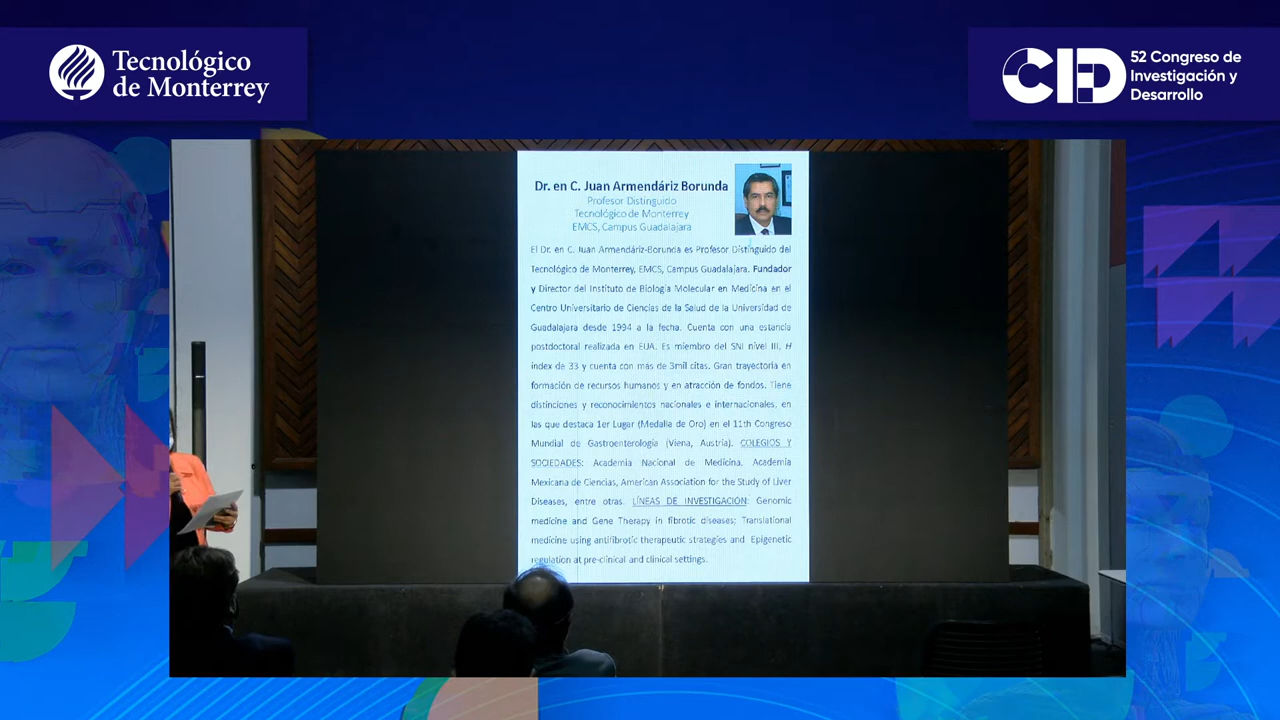 Tecnológico
de Monterrey
CID
52 Congreso de
Investigación y
Desarrollo
Dr. en C. Juan Armendáriz Borunda
Profesor Distinguido
Tecnológico de Monterrey
EMCS, Campus Guadalajara
El Dr. en C. Juan Armendáriz-Borunda es Profesor Distinguido del
Tecnológico de Monterrey, EMCS, Campus Guadalajara. Fundador
y Director del Instituto de Biología Molecular en Medicina en el
Centro Universitario de Ciencias de la Salud de la Universidad de
Guadalajara desde 1994 a la fecha. Cuenta con una estancia
postdoctoral realizada en EUA. Es miembro del SNI nivel III. H
index de 33 y cuenta con más de 3mil citas. Gran trayectoria en
formación de recursos humanos y en atracción de fondos. Tiene
distinciones y reconocimientos nacionales e internacionales, en
las que destaca 1er Lugar (Medalla de Oro) en el 11th Congreso
Mundial de Gastroenterología (Viena, Austria). COLEGIOS Y
SOCIEDADES: Academia Nacional de Medicina. Academia
Mexicana de Ciencias, American Association for the Study of Liver
Diseases, entre otras. LÍNEAS DE INVESTIGACIÓN: Genomic
medicine and Gene Therapy in fibrotic diseases; Translational
medicine using antifibrotic therapeutic strategies and Epigenetic
regulation at pre-clinical and clinical settings.